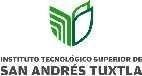 INSTITUTO TECNOLÓGICO SUPERIOR DE
SAN ANDRÉS TUXTLA